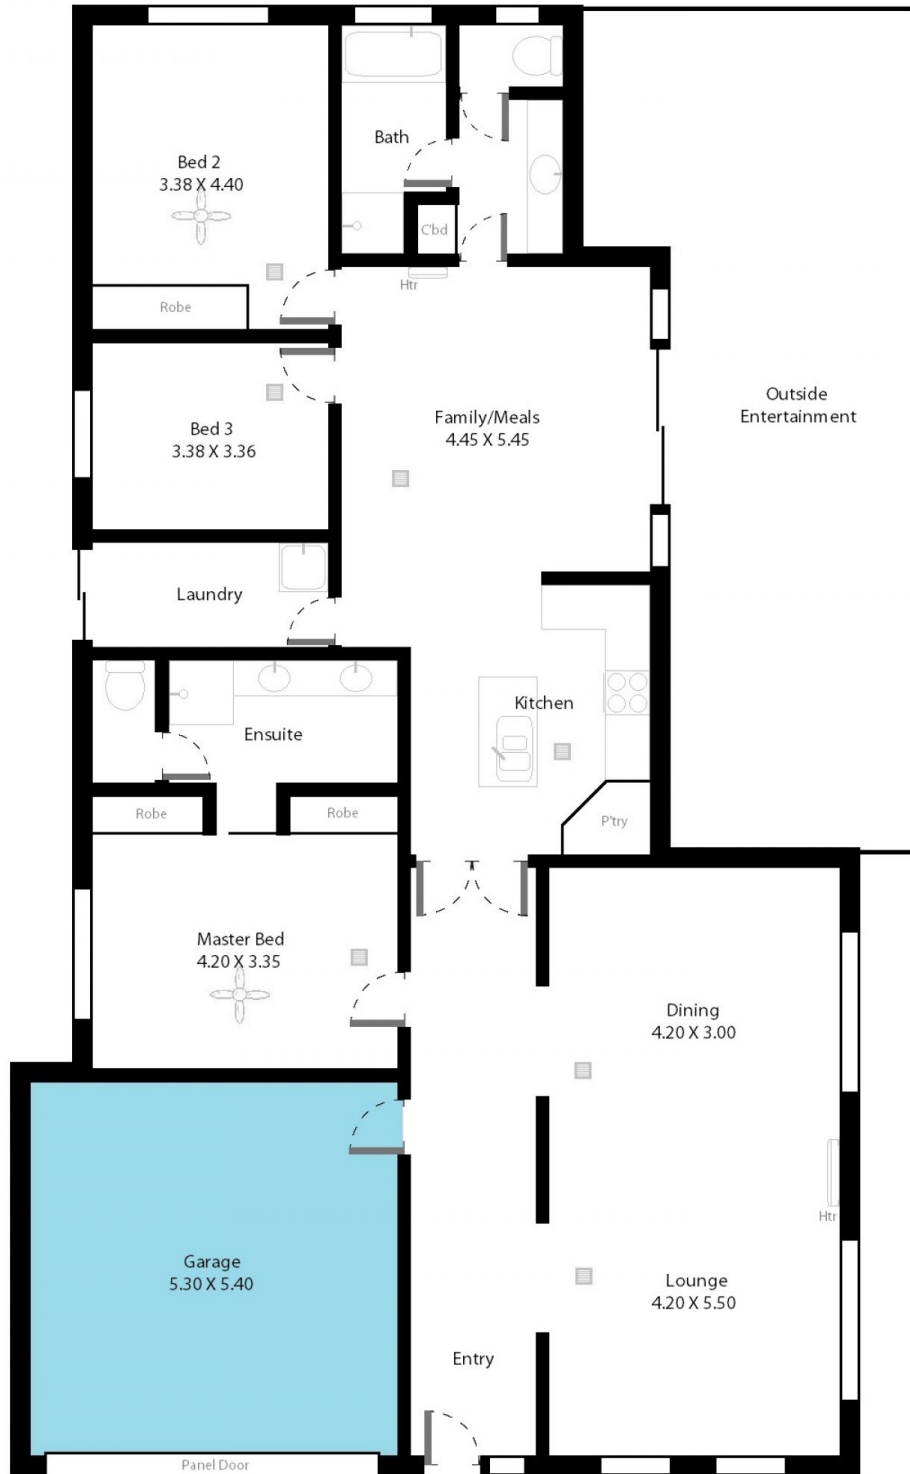 Bath
Bed 2
3.38 X 4.40
C'bd
Htr
Robe
Outside
Entertainment
Family/Meals
4.45 X 5.45
Bed 3
3.38 X 3.36
Laundry
Kitchen
Ensuite
Robe
Robe
P'try
Master Bed
4.20 X 3.35
Dining
4.20 X 3.00
Htr
Garage
5.30 X 5.40
Lounge
4.20 X 5.50
Entry
Panel Door